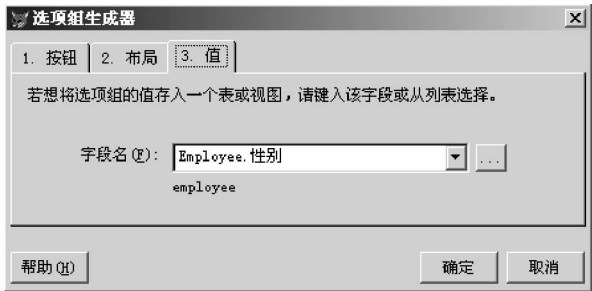 选项组生成器
1. 按钮 2. 布局 3. 值
若想将选项组的值存入一个表或视图，请键入该字段或从列表选择。
字段名(F): Employee.性别 ...
employee
帮助(H) 确定 取消